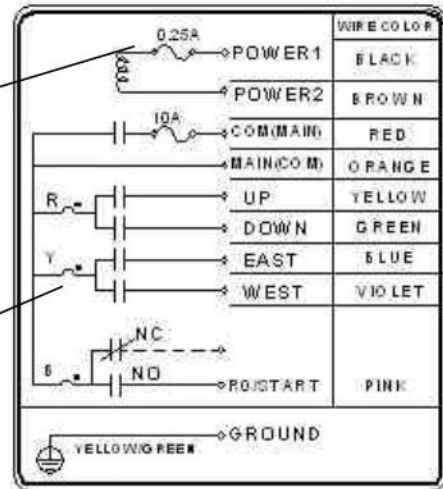 WIRE COLOR
0.25A
POWER1 BLACK
POWER2 BROWN
10A
COM(MAIN) RED
MAIN(COM) ORANGE
R UP YELLOW
DOWN GREEN
Y EAST BLUE
WEST VIOLET
NC
B NO RO/START PINK
GROUND
YELLOW/GREEN